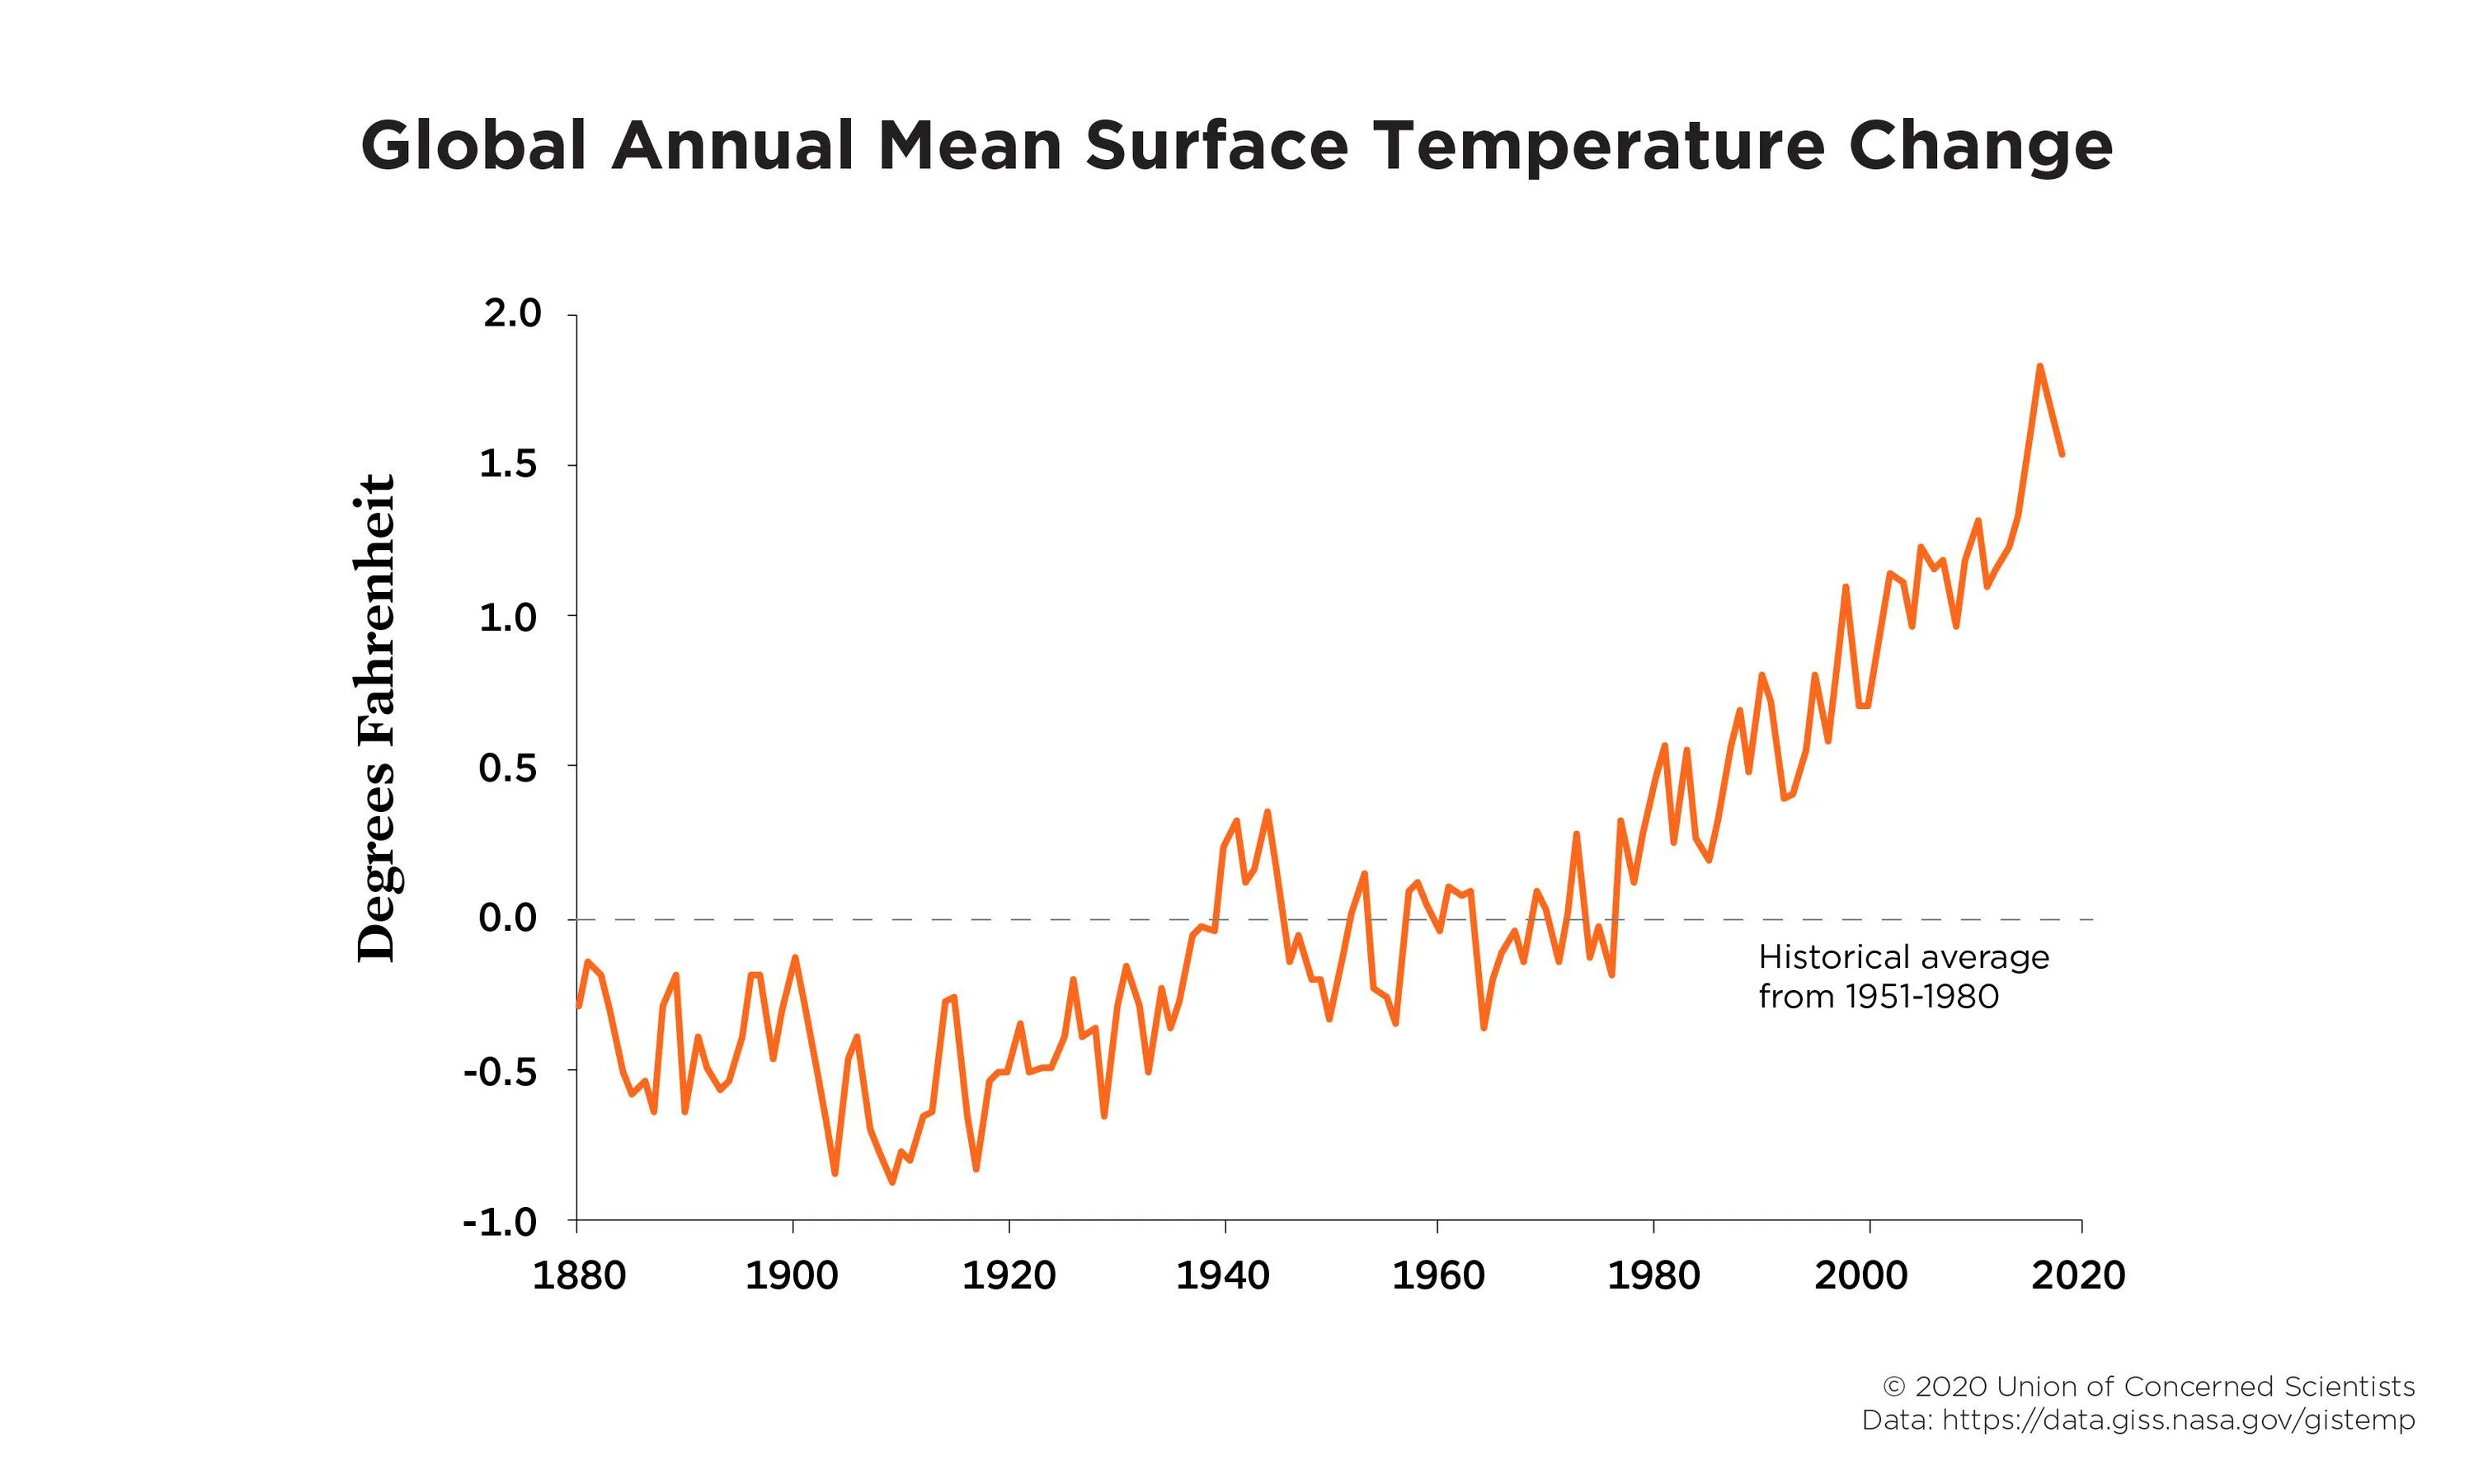 Global Annual Mean Surface Temperature Change
Degrees Fahrenheit
2.0
1.5
1.0
0.5
0.0
-0.5
-1.0
Historical average
from 1951-1980
1880 1900 1920 1940 1960 1980 2000 2020
© 2020 Union of Concerned Scientists
Data: https://data.giss.nasa.gov/gistemp